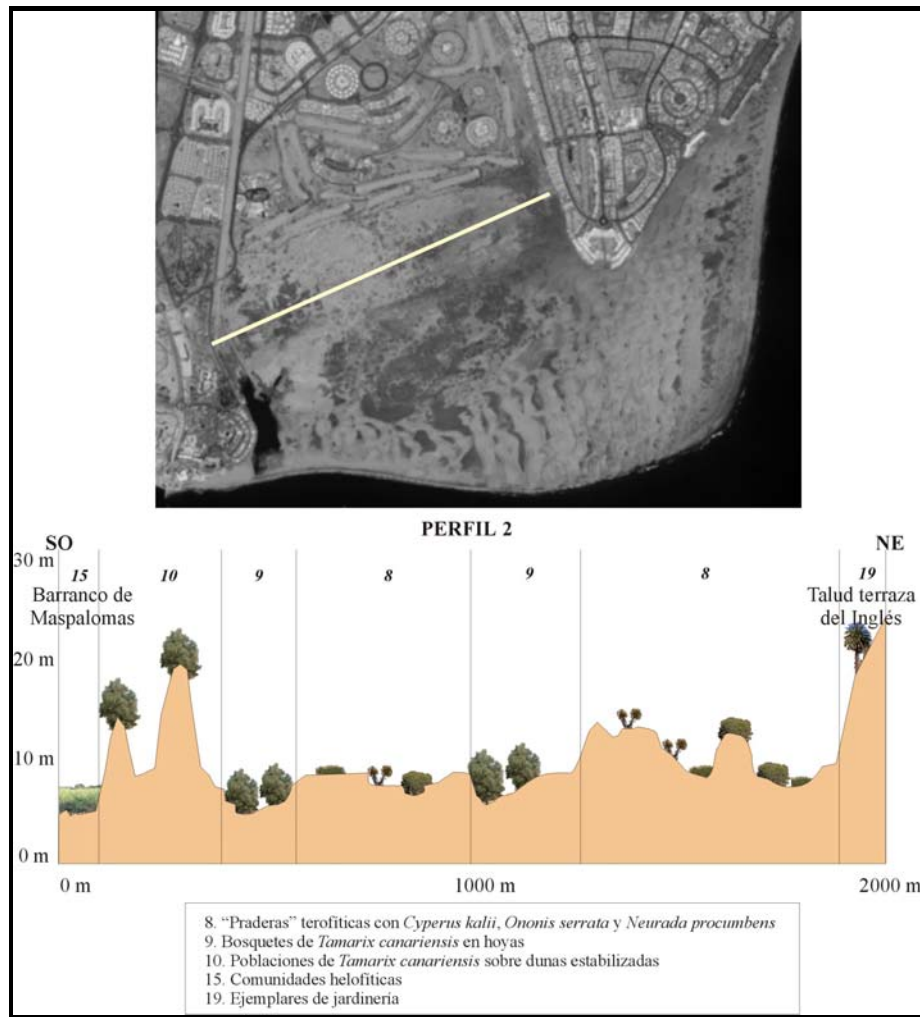 PERFIL 2
SO
NE
30 m
15
10
9
8
9
8
19
Barranco de
Maspalomas
Talud terraza
del Inglés
20 m
10 m
0 m
0 m
1000 m
2000 m
8. “Praderas” terofíticas con Cyperus kalii, Ononis serrata y Neurada procumbens
9. Bosquetes de Tamarix canariensis en hoyas
10. Poblaciones de Tamarix canariensis sobre dunas estabilizadas
15. Comunidades helofíticas
19. Ejemplares de jardinería